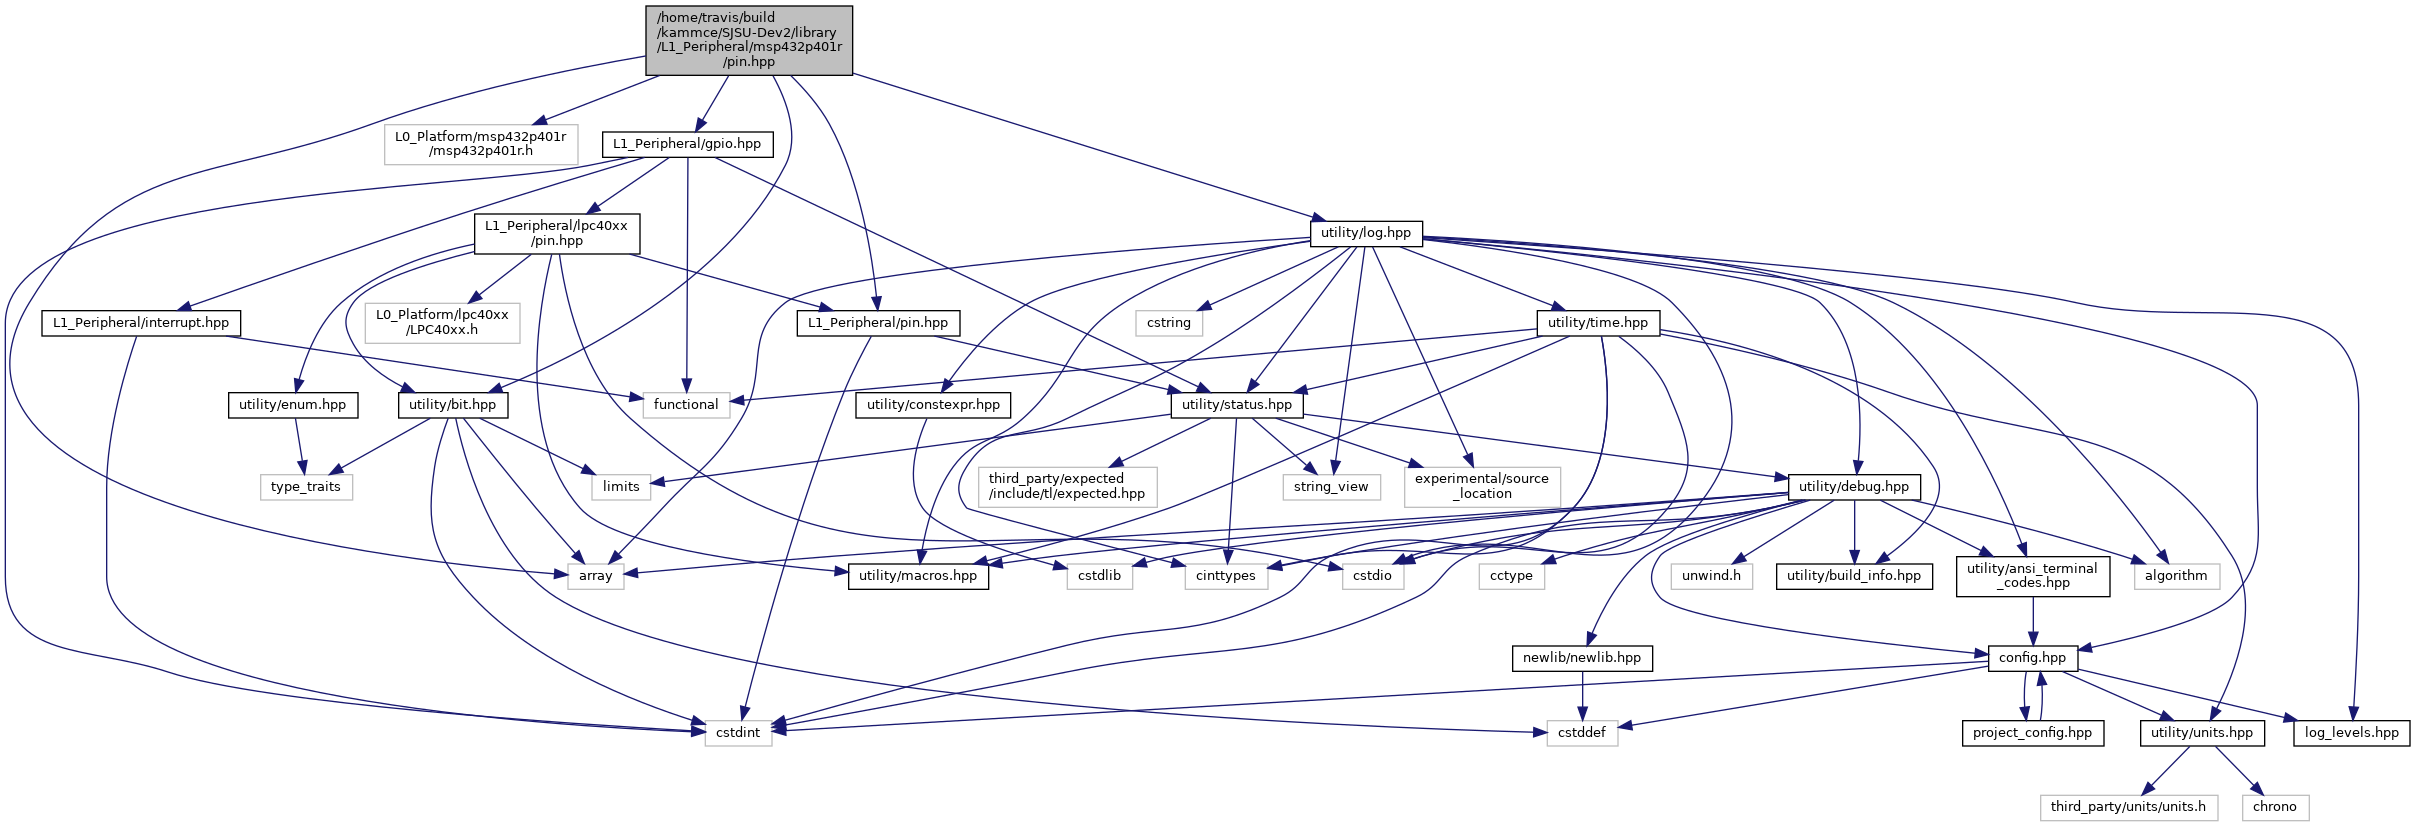 /home/travis/build
/kammce/SJSU-Dev2/library
/L1_Peripheral/msp432p401r
/pin.hpp
L0_Platform/msp432p401r
/msp432p401r.h
L1_Peripheral/gpio.hpp
L1_Peripheral/lpc40xx
/pin.hpp
utility/log.hpp
L1_Peripheral/interrupt.hpp
L0_Platform/lpc40xx
/LPC40xx.h
L1_Peripheral/pin.hpp
cstring
utility/time.hpp
utility/enum.hpp
utility/bit.hpp
functional
utility/constexpr.hpp
utility/status.hpp
type_traits
limits
third_party/expected
/include/tl/expected.hpp
string_view
experimental/source
_location
utility/debug.hpp
array
utility/macros.hpp
cstdlib
cinttypes
cstdio
cctype
unwind.h
utility/build_info.hpp
utility/ansi_terminal
_codes.hpp
algorithm
newlib/newlib.hpp
config.hpp
cstdint
cstddef
project_config.hpp
utility/units.hpp
log_levels.hpp
third_party/units/units.h
chrono